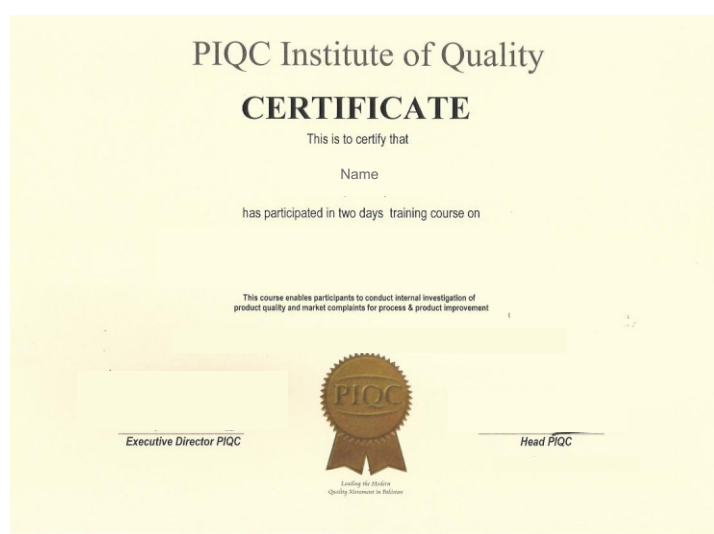 PIQC Institute of Quality
CERTIFICATE
This is to certify that
Name
has participated in two days training course on
This course enables participants to conduct internal investigation of
product quality and market complaints for process & product improvement
PIQC
Executive Director PIQC
Head PIQC
Leading the Modern
Quality Movement in Pakistan